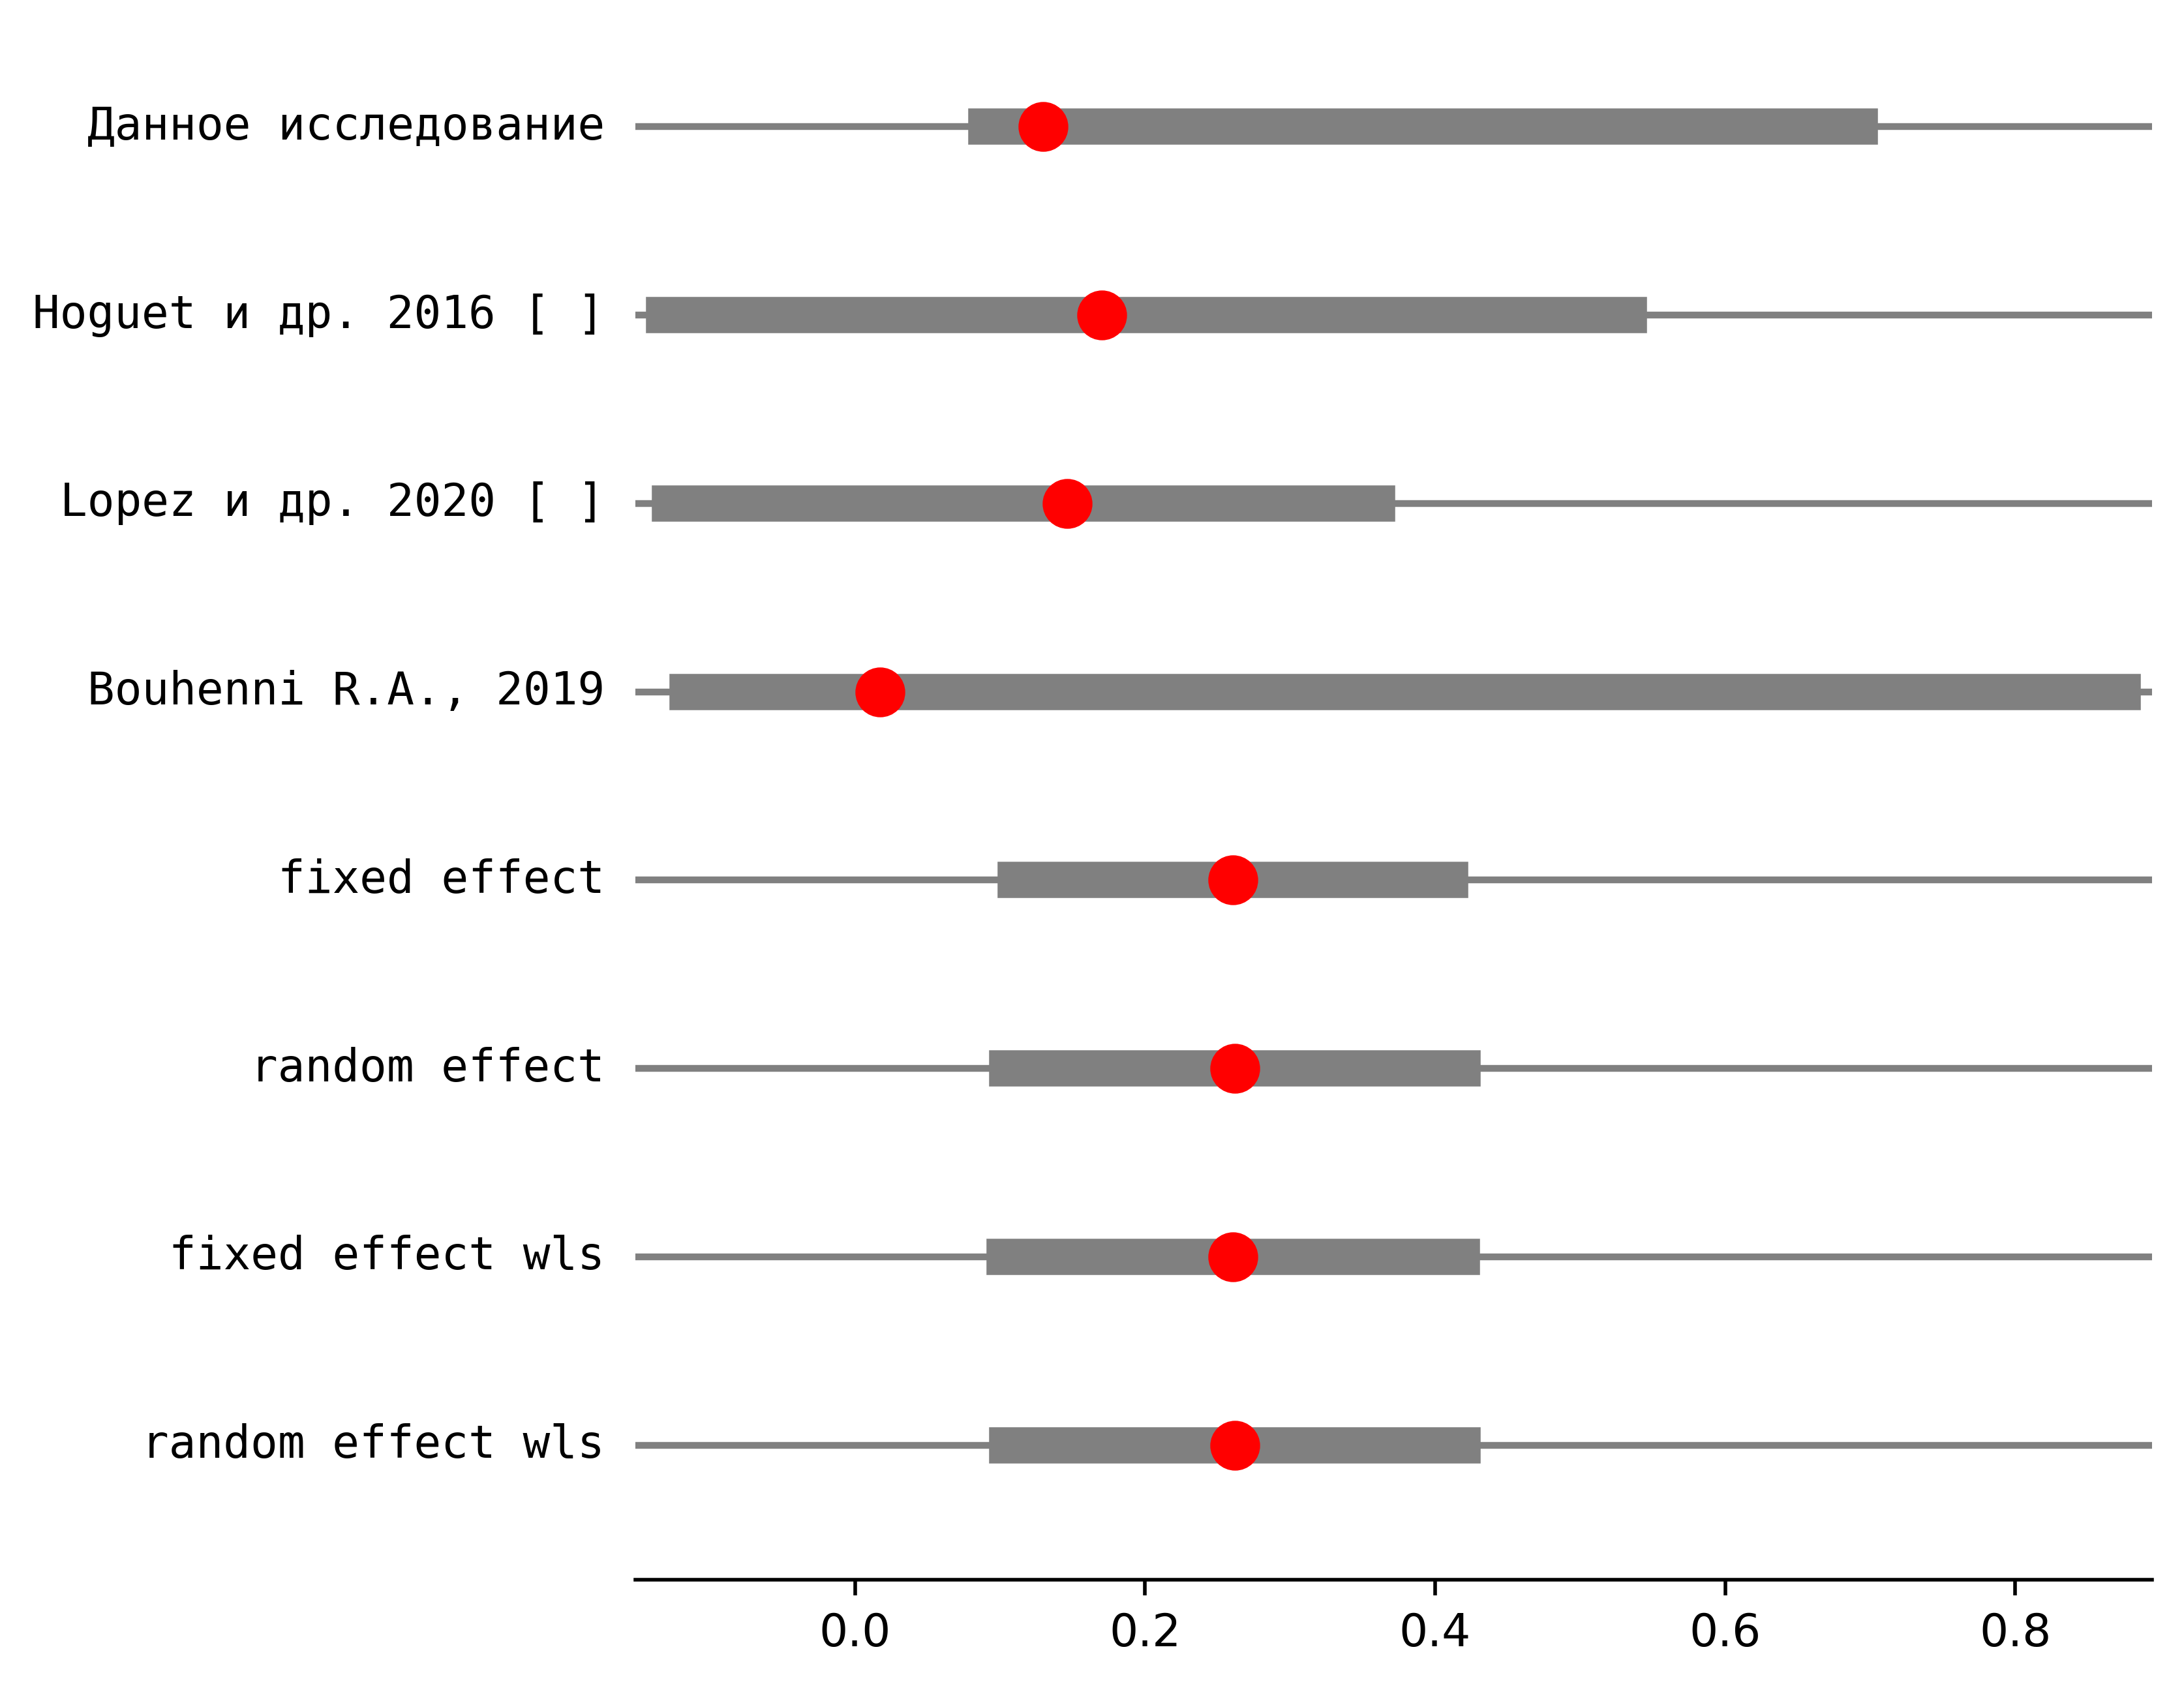 Данное исследование
Hoguet и др. 2016 [ ]
Lopez и др. 2020 [ ]
Bouhenni R.A., 2019
fixed effect
random effect
fixed effect wls
random effect wls
0.0 0.2 0.4 0.6 0.8